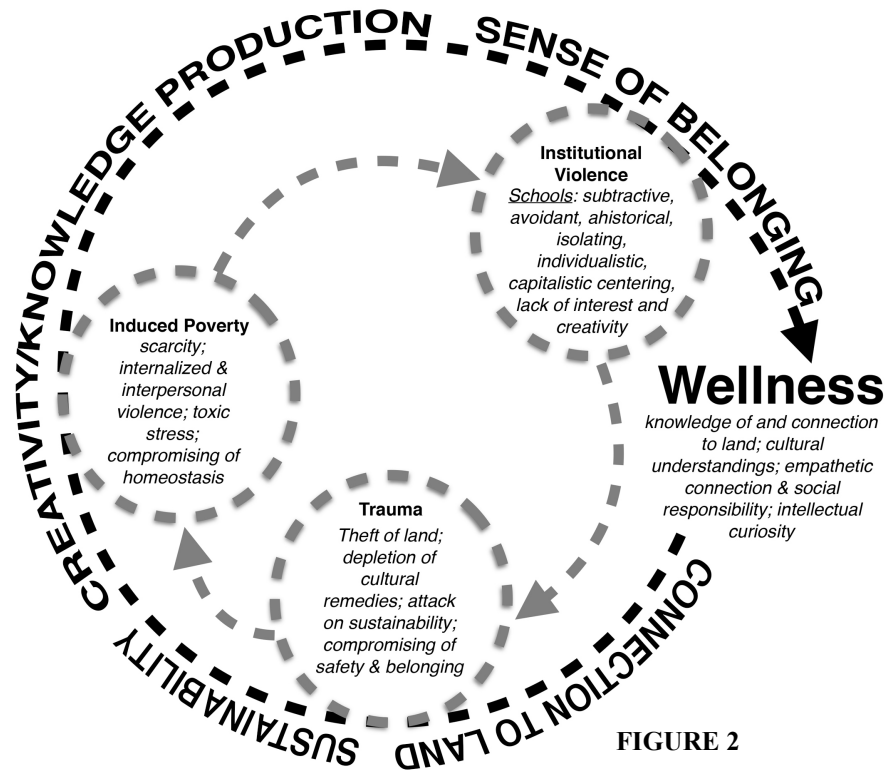 CREATIVITY/KNOWLEDGE PRODUCTION
SENSE OF BELONGING
Institutional
Violence
Schools: subtractive,
avoidant, ahistorical,
isolating,
individualistic,
capitalistic centering,
lack of interest and
creativity
Induced Poverty
scarcity;
internalized &
interpersonal
violence; toxic
stress;
compromising of
homeostasis
Wellness
knowledge of and connection
to land; cultural
understandings; empathetic
connection & social
responsibility; intellectual
curiosity
Trauma
Theft of land;
depletion of
cultural
remedies; attack
on sustainability;
compromising of
safety & belonging
CONNECTION TO LAND
SUSTAINABILITY
FIGURE 2